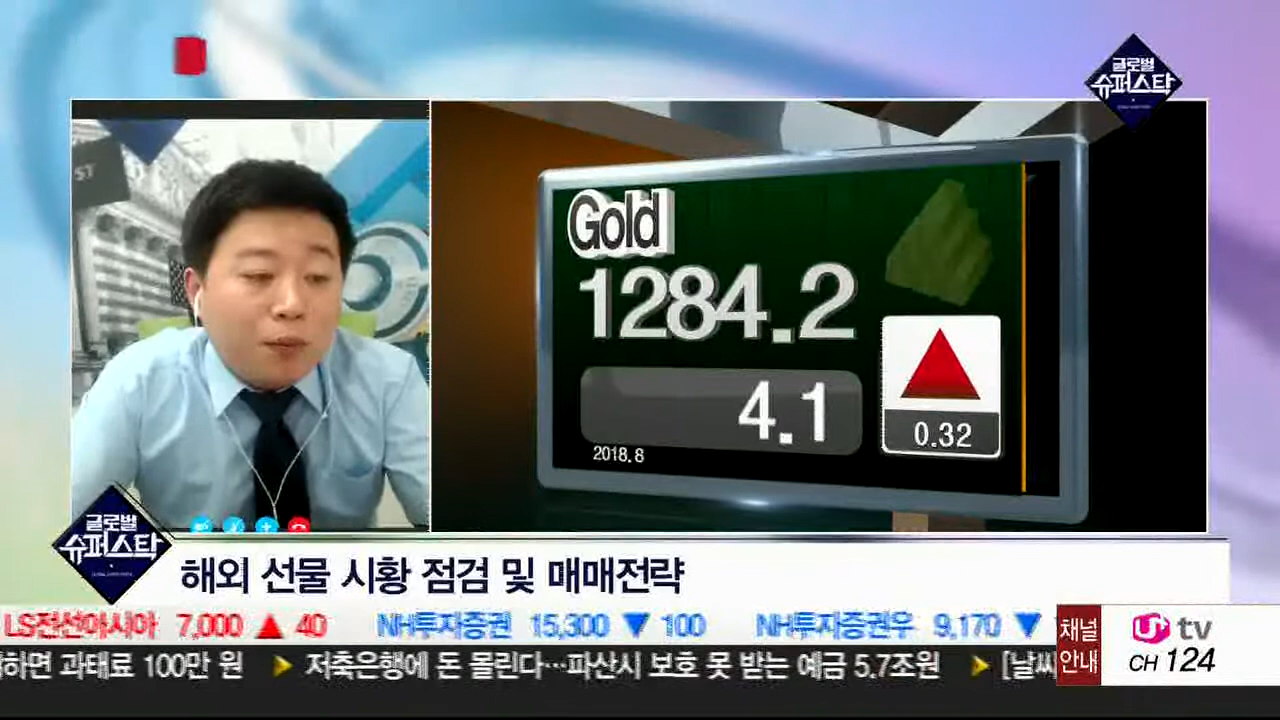 글로벌
슈퍼스타
ST
Gold
1284.2
4.1
0.32
2018.8
글로벌
슈퍼스타
해외 선물 시황 점검 및 매매전략
LS전선아시아 7,000 ▲ 40 NH투자증권 15,300 ▼ 100 NH투자증권우 9,170 ▼
하면 과태료 100만 원 저축은행에 돈 몰린다…파산시 보호 못 받는 예금 5.7조원 [날씨
채널
안내
U+ tv
CH 124